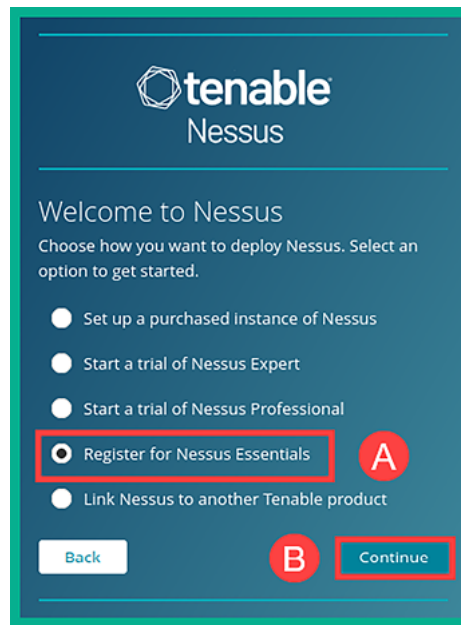 tenable
Nessus
Welcome to Nessus
Choose how you want to deploy Nessus. Select an
option to get started.
Set up a purchased instance of Nessus
Start a trial of Nessus Expert
Start a trial of Nessus Professional
Register for Nessus Essentials
A
Link Nessus to another Tenable product
Back
B
Continue